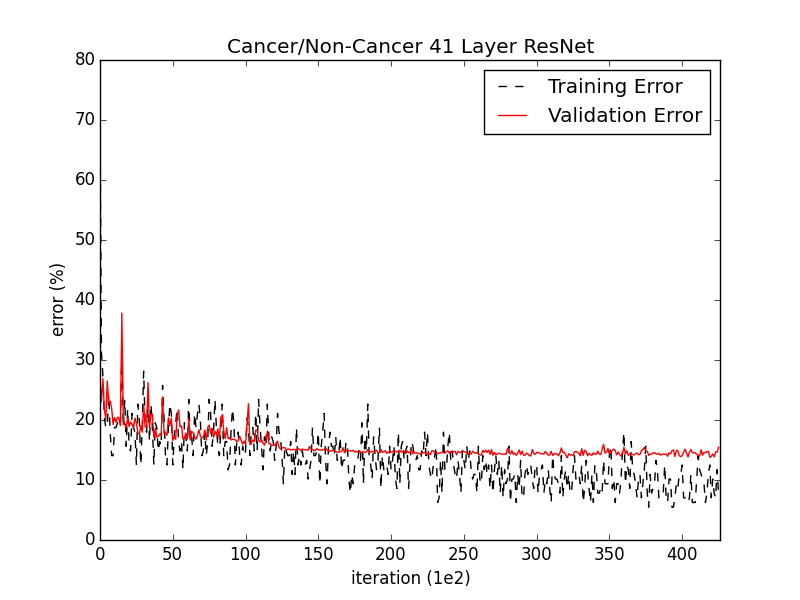 Cancer/Non-Cancer 41 Layer ResNet
80
70
60
50
40
30
20
10
0
error (%)
Training Error
Validation Error
0 50 100 150 200 250 300 350 400
iteration (1e2)